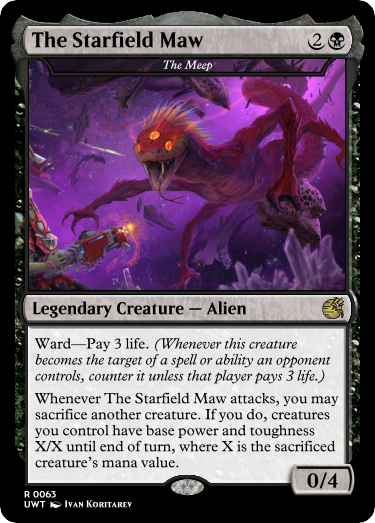 The Starfield Maw 2
The Meep
Legendary Creature — Alien
Ward—Pay 3 life. (Whenever this creature
becomes the target of a spell or ability an opponent
controls, counter it unless that player pays 3 life.)
Whenever The Starfield Maw attacks, you may
sacrifice another creature. If you do, creatures
you control have base power and toughness
X/X until end of turn, where X is the sacrificed
creature's mana value.
0/4
R 0063
UWT Ivan Koritarev